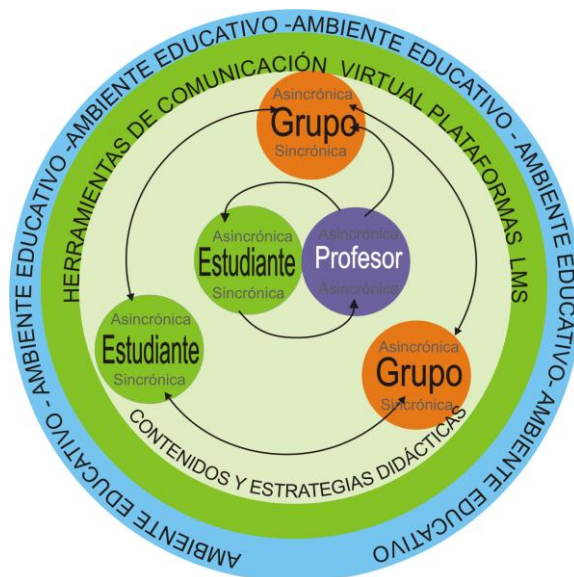 AMBIENTE EDUCATIVO - AMBIENTE EDUCATIVO -AMBIENTE EDUCATIVO -AMBIENTE EDUCATIVO - AMBIENTE EDUCATIVO- AMBIENTE EDUCATIVO
HERRAMIENTAS DE COMUNICACIÓN VIRTUAL PLATAFORMAS LMS
Asincrónica
Grupo
Sincrónica
Asincrónica
Estudiante
Sincrónica
Asincrónica
Profesor
Asincrónica
Asincrónica
Estudiante
Sincrónica
Asincrónica
Grupo
Sincrónica
CONTENIDOS Y ESTRATEGIAS DIDÁCTICAS